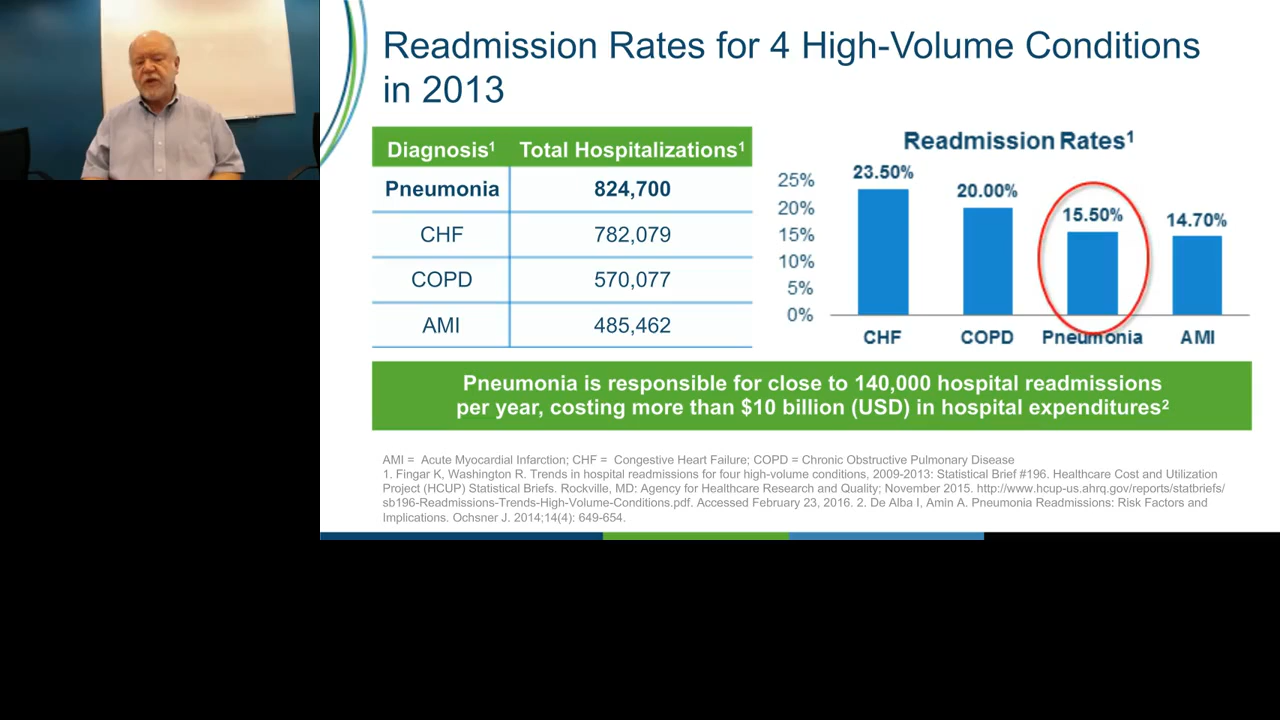 Readmission Rates for 4 High-Volume Conditions
in 2013
Diagnosis¹ Total Hospitalizations¹
Pneumonia 824,700
CHF 782,079
COPD 570,077
AMI 485,462
Readmission Rates¹
25%
20%
15%
10%
5%
0%
23.50%
20.00%
15.50%
14.70%
CHF COPD Pneumonia AMI
Pneumonia is responsible for close to 140,000 hospital readmissions
per year, costing more than $10 billion (USD) in hospital expenditures²
AMI = Acute Myocardial Infarction; CHF = Congestive Heart Failure; COPD = Chronic Obstructive Pulmonary Disease
1. Fingar K, Washington R. Trends in hospital readmissions for four high-volume conditions, 2009-2013: Statistical Brief #196. Healthcare Cost and Utilization
Project (HCUP) Statistical Briefs. Rockville, MD: Agency for Healthcare Research and Quality; November 2015. http://www.hcup-us.ahrq.gov/reports/statbriefs/
sb196-Readmissions-Trends-High-Volume-Conditions.pdf. Accessed February 23, 2016. 2. De Alba I, Amin A. Pneumonia Readmissions: Risk Factors and
Implications. Ochsner J. 2014;14(4): 649-654.